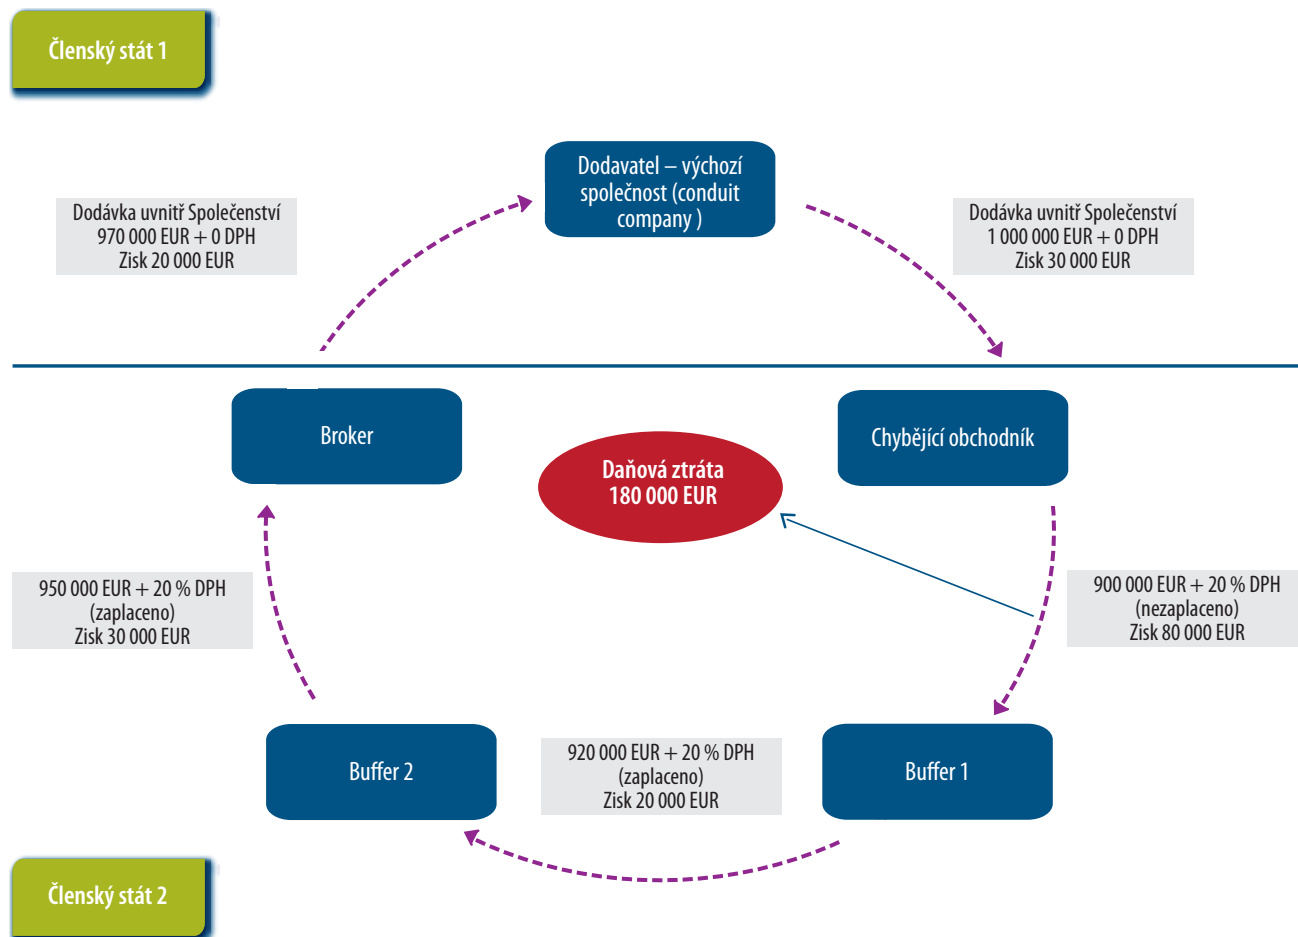 Členský stát 1
Dodavatel – výchozí
společnost (conduit
company )
Dodávka uvnitř Společenství
970 000 EUR + 0 DPH
Zisk 20 000 EUR
Dodávka uvnitř Společenství
1 000 000 EUR + 0 DPH
Zisk 30 000 EUR
Broker
Chybějící obchodník
Daňová ztráta
180 000 EUR
950 000 EUR + 20 % DPH
(zaplaceno)
Zisk 30 000 EUR
900 000 EUR + 20 % DPH
(nezaplaceno)
Zisk 80 000 EUR
Buffer 2
920 000 EUR + 20 % DPH
(zaplaceno)
Zisk 20 000 EUR
Buffer 1
Členský stát 2